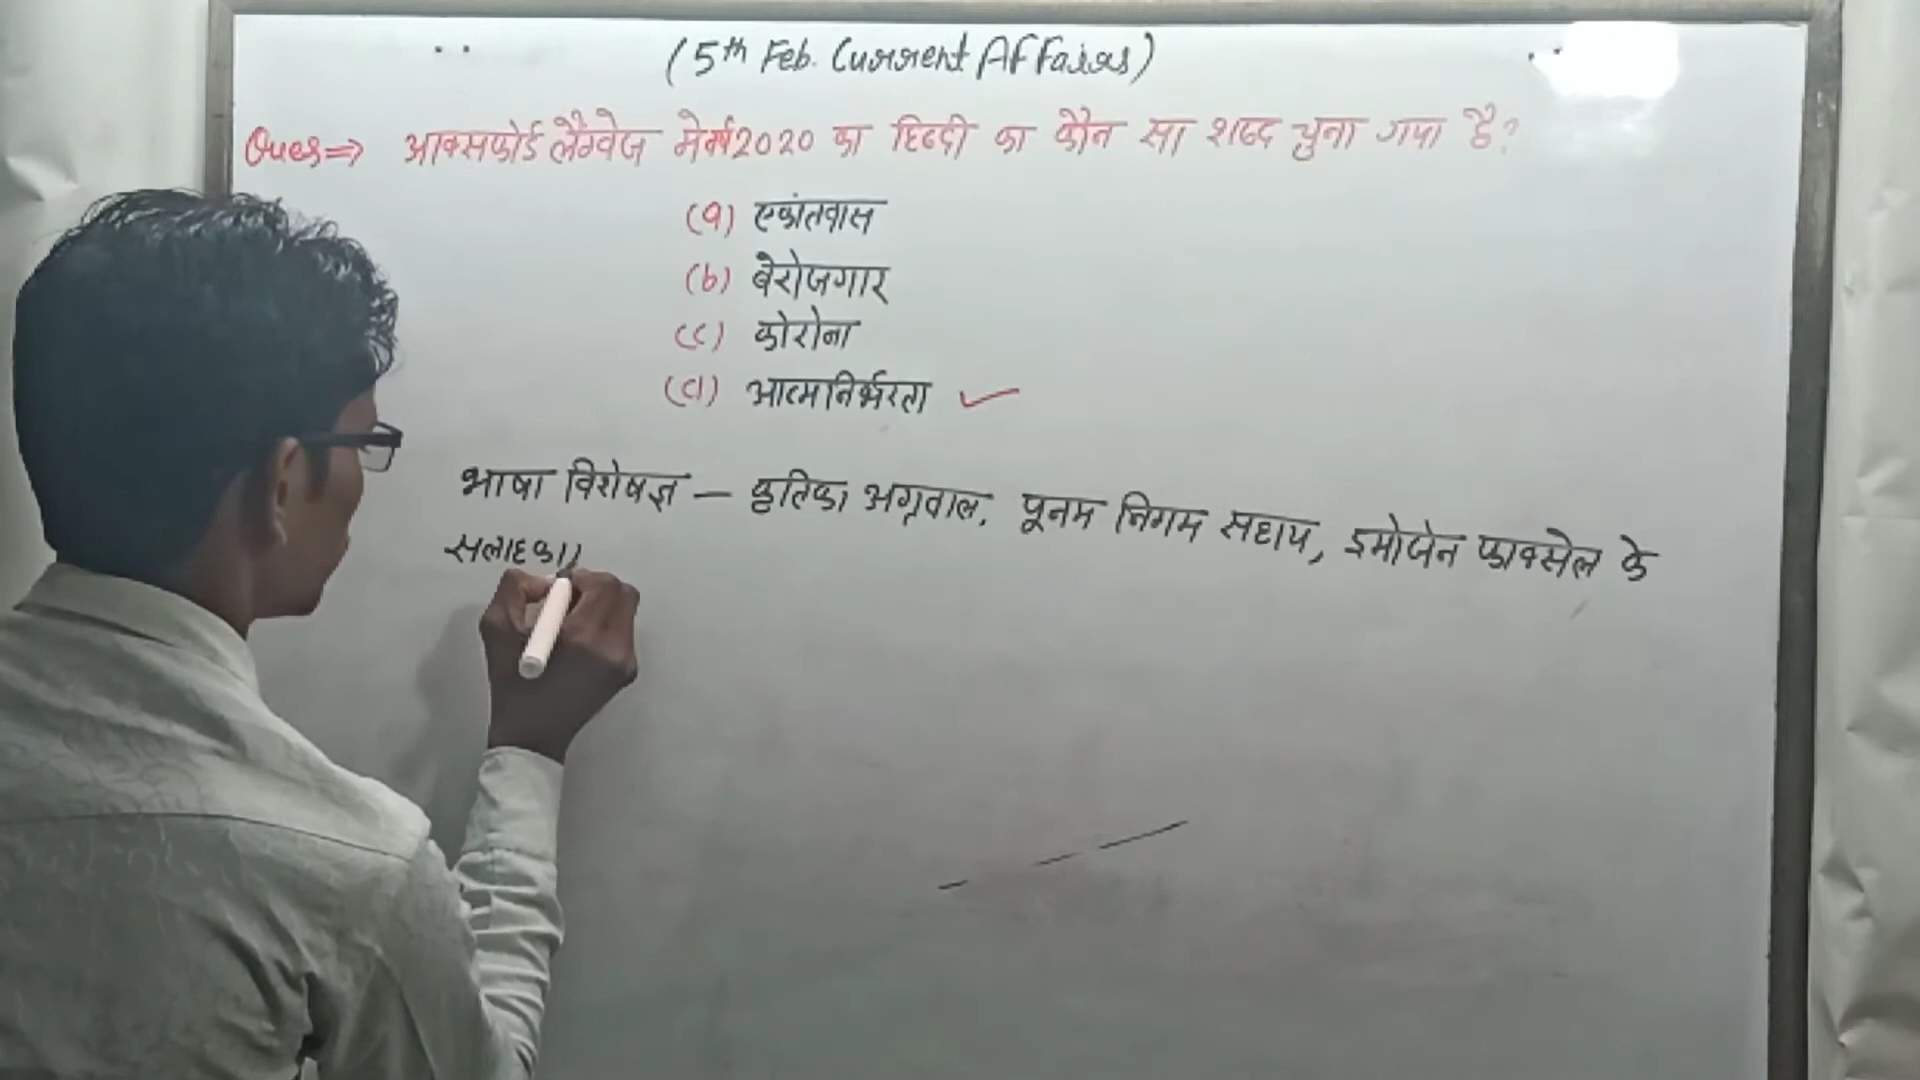 (5th Feb. Current Affairs)
Ques⇒ आक्सफोर्ड लैंग्वेज मे वर्ष 2020 का हिन्दी का कौन सा शब्द चुना गया है?
(a) एकांतवास
(b) बेरोजगार
(c) कोरोना
(d) आत्मनिर्भरता ✓
भाषा विशेषज्ञ – कृतिका अग्रवाल, पूनम निगम सहाय, इमोजेन फाक्सेल के
सलाहका